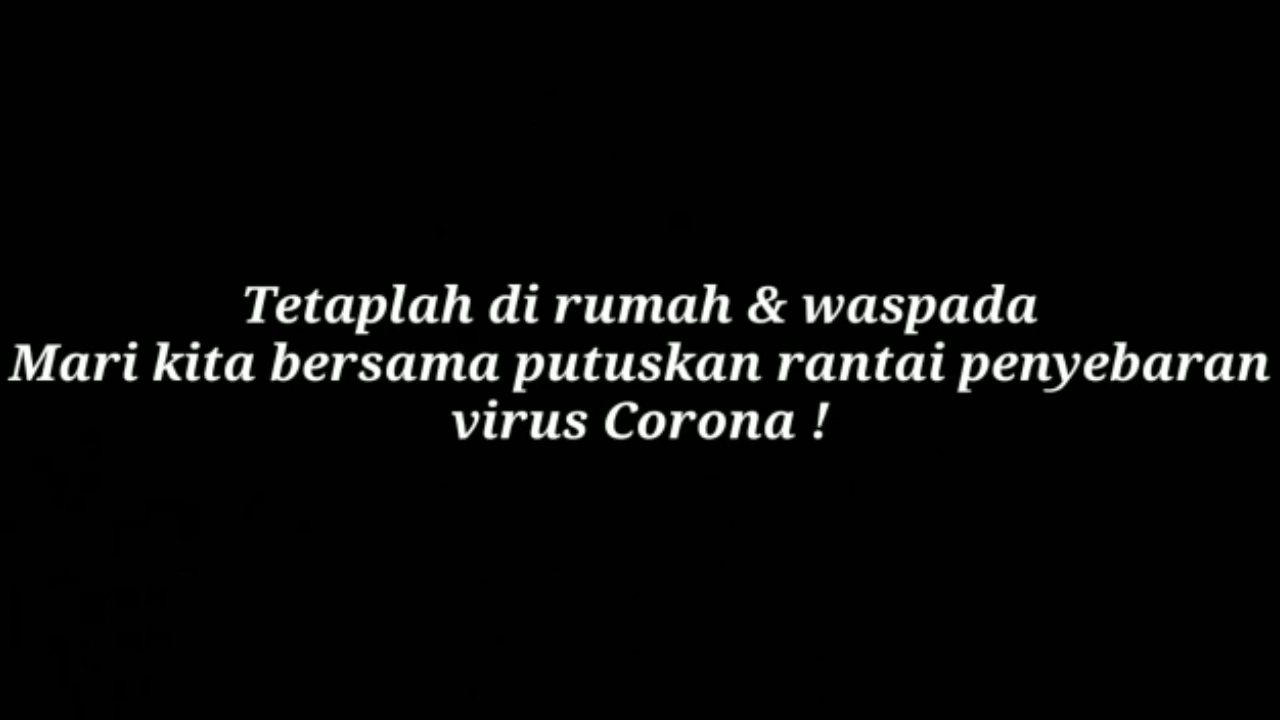 Tetaplah di rumah & waspada
Mari kita bersama putuskan rantai penyebaran
virus Corona !